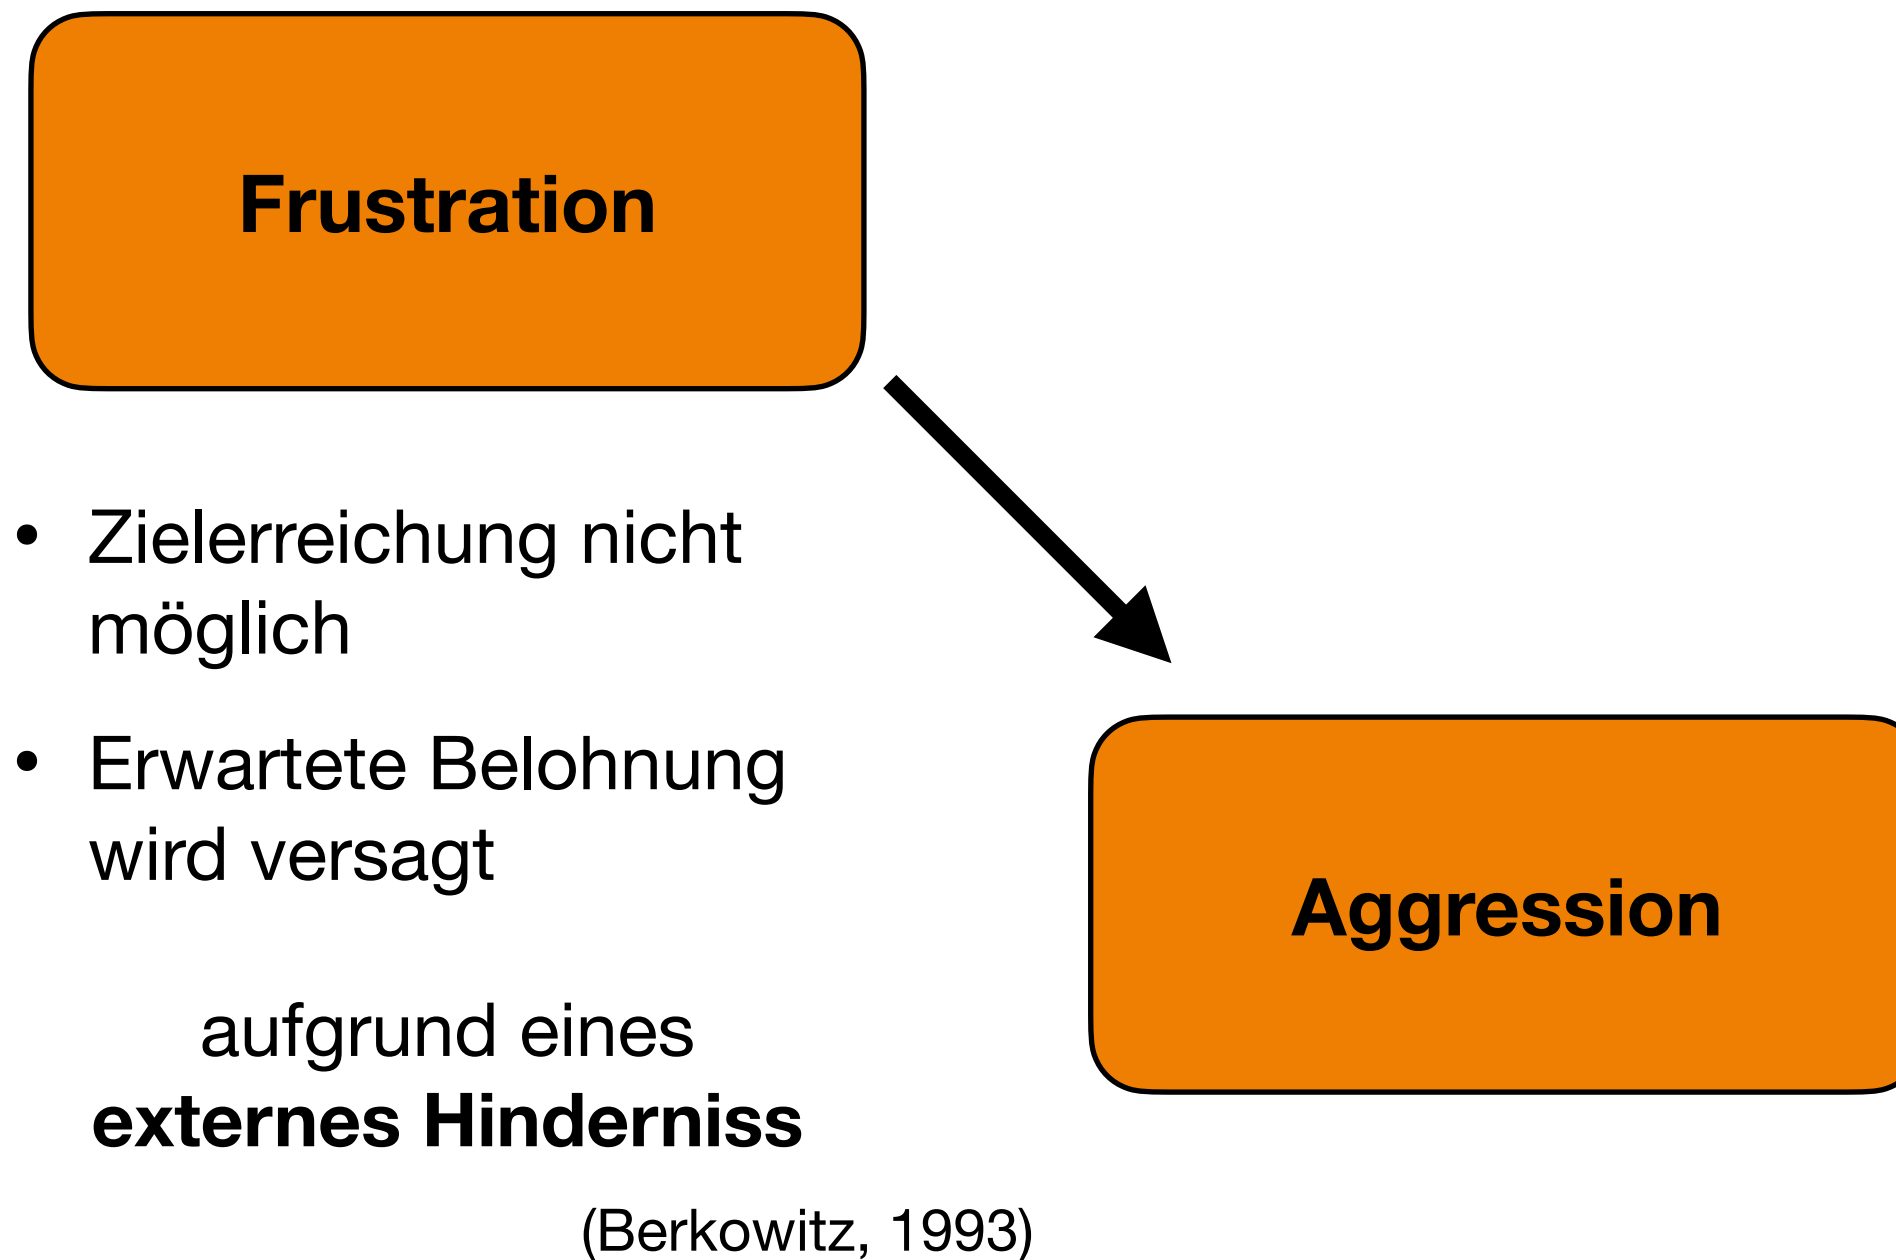 Frustration
• Zielerreichung nicht
möglich
• Erwartete Belohnung
wird versagt
aufgrund eines
externes Hinderniss
(Berkowitz, 1993)
Aggression